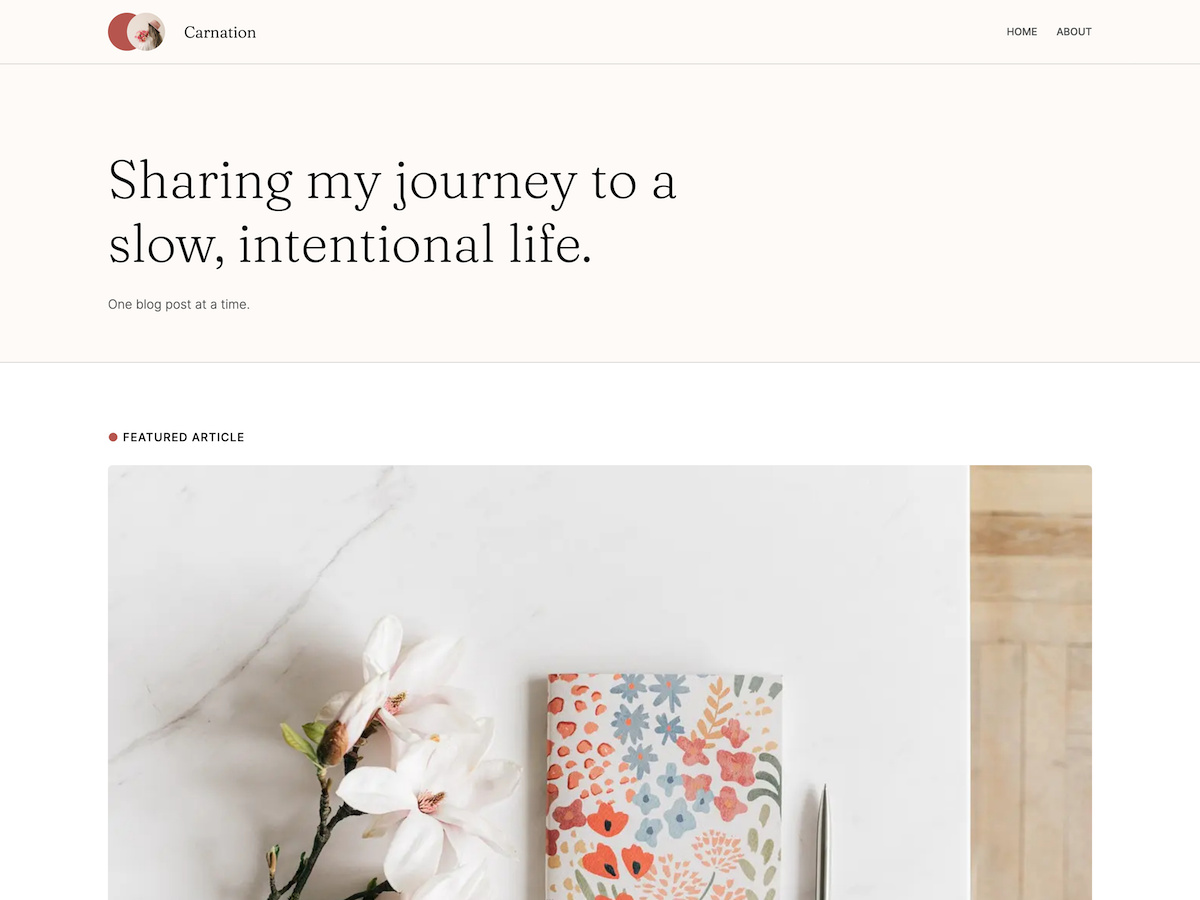 Carnation
HOME
ABOUT
Sharing my journey to a
slow, intentional life.
One blog post at a time.
FEATURED ARTICLE